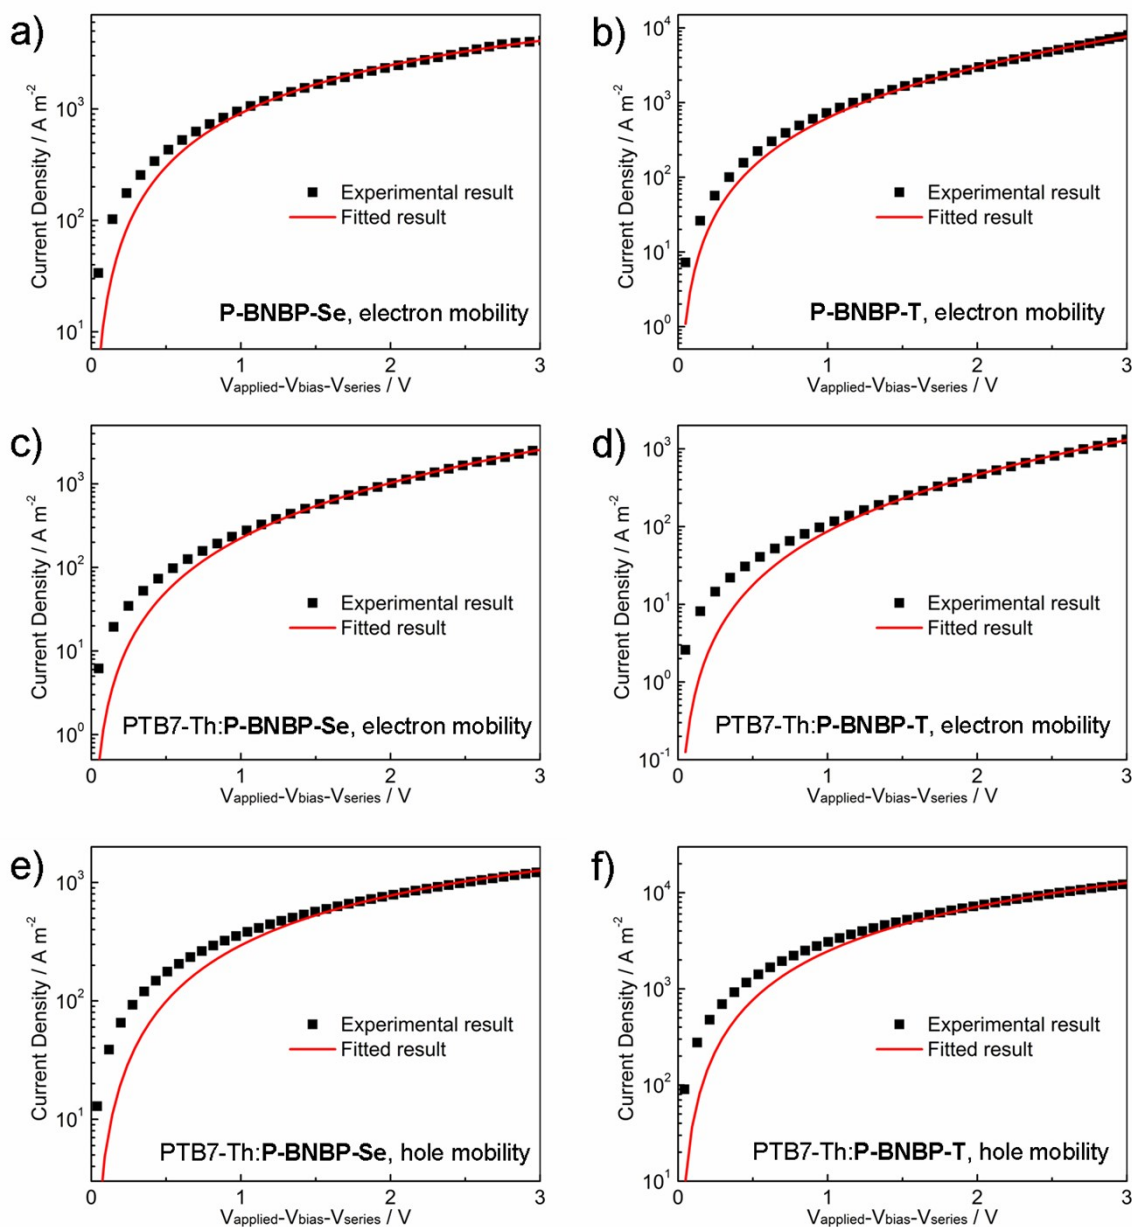 a)
Current Density / A m⁻²
10³
10²
10¹
Experimental result
Fitted result
P-BNBP-Se, electron mobility
0 1 2 3
Vapplied-Vbias-Vseries / V
b)
Current Density / A m⁻²
10⁴
10³
10²
10¹
10⁰
Experimental result
Fitted result
P-BNBP-T, electron mobility
0 1 2 3
Vapplied-Vbias-Vseries / V
c)
Current Density / A m⁻²
10³
10²
10¹
10⁰
Experimental result
Fitted result
PTB7-Th:P-BNBP-Se, electron mobility
0 1 2 3
Vapplied-Vbias-Vseries / V
d)
Current Density / A m⁻²
10³
10²
10¹
10⁰
10⁻¹
Experimental result
Fitted result
PTB7-Th:P-BNBP-T, electron mobility
0 1 2 3
Vapplied-Vbias-Vseries / V
e)
Current Density / A m⁻²
10³
10²
10¹
Experimental result
Fitted result
PTB7-Th:P-BNBP-Se, hole mobility
0 1 2 3
Vapplied-Vbias-Vseries / V
f)
Current Density / A m⁻²
10⁴
10³
10²
10¹
Experimental result
Fitted result
PTB7-Th:P-BNBP-T, hole mobility
0 1 2 3
Vapplied-Vbias-Vseries / V